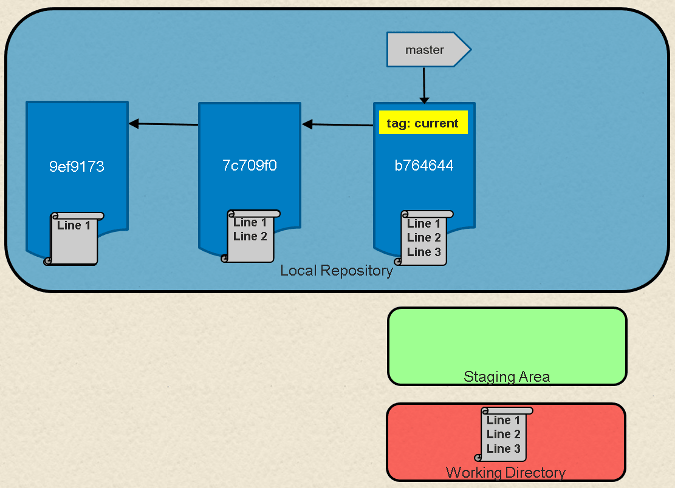 master
tag: current
9ef9173
7c709f0
b764644
Line 1
Line 1
Line 2
Line 1
Line 2
Line 3
Local Repository
Staging Area
Line 1
Line 2
Line 3
Working Directory